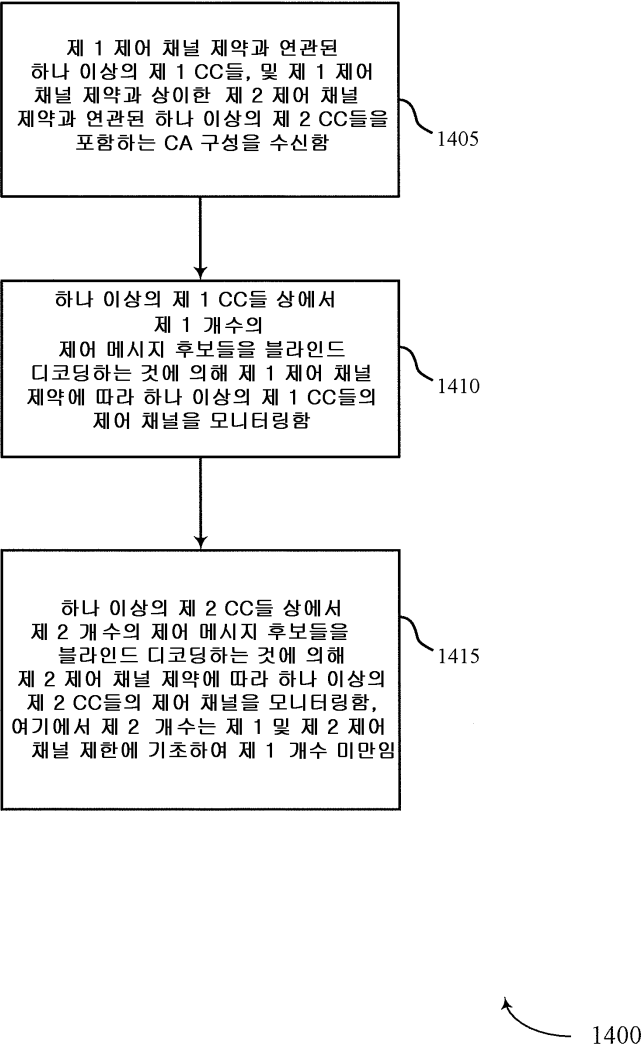 제 1 제어 채널 제약과 연관된
하나 이상의 제 1 CC들, 및 제 1 제어
채널 제약과 상이한 제 2 제어 채널
제약과 연관된 하나 이상의 제 2 CC들을
포함하는 CA 구성을 수신함
1405
하나 이상의 제 1 CC들 상에서
제 1 개수의
제어 메시지 후보들을 블라인드
디코딩하는 것에 의해 제 1 제어 채널
제약에 따라 하나 이상의 제 1 CC들의
제어 채널을 모니터링함
1410
하나 이상의 제 2 CC들 상에서
제 2 개수의 제어 메시지 후보들을
블라인드 디코딩하는 것에 의해
제 2 제어 채널 제약에 따라 하나 이상의
제 2 CC들의 제어 채널을 모니터링함,
여기에서 제 2 개수는 제 1 및 제 2 제어
채널 제한에 기초하여 제 1 개수 미만임
1415
1400